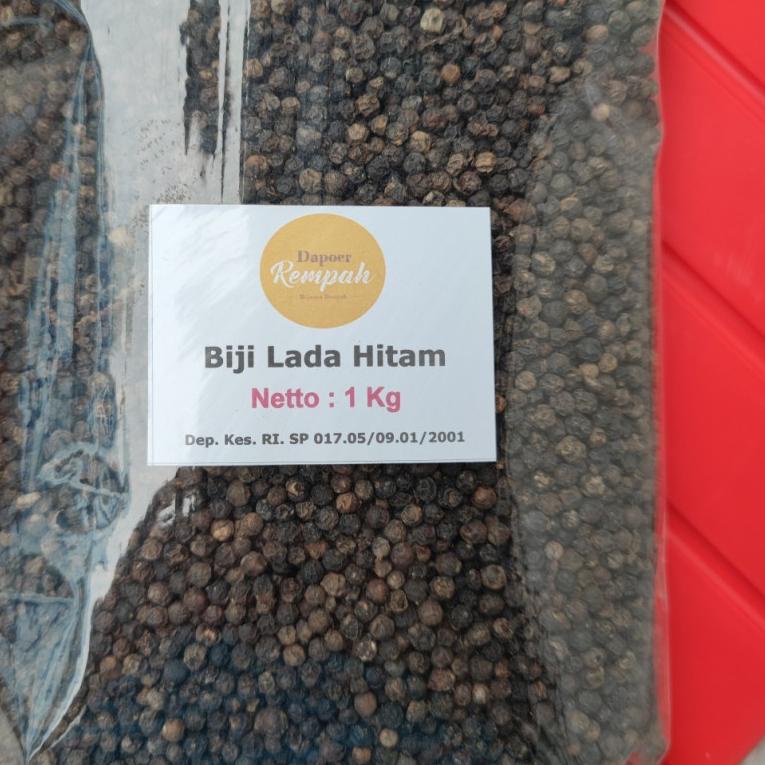 Dapoer
Rempah
Biji Lada Hitam
Netto : 1 Kg
Dep. Kes. RI. SP 017.05/09.01/2001